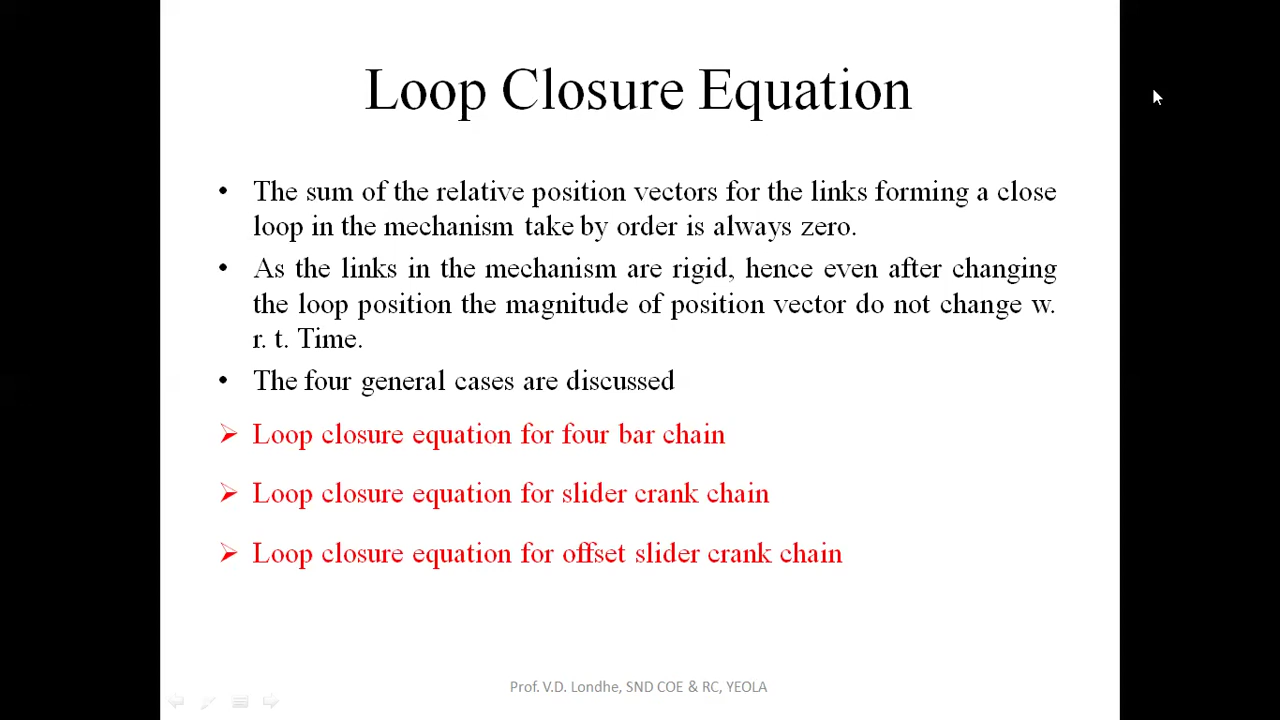 Loop Closure Equation
• The sum of the relative position vectors for the links forming a close
loop in the mechanism take by order is always zero.
• As the links in the mechanism are rigid, hence even after changing
the loop position the magnitude of position vector do not change w.
r. t. Time.
• The four general cases are discussed
➢ Loop closure equation for four bar chain
➢ Loop closure equation for slider crank chain
➢ Loop closure equation for offset slider crank chain
Prof. V.D. Londhe, SND COE & RC, YEOLA